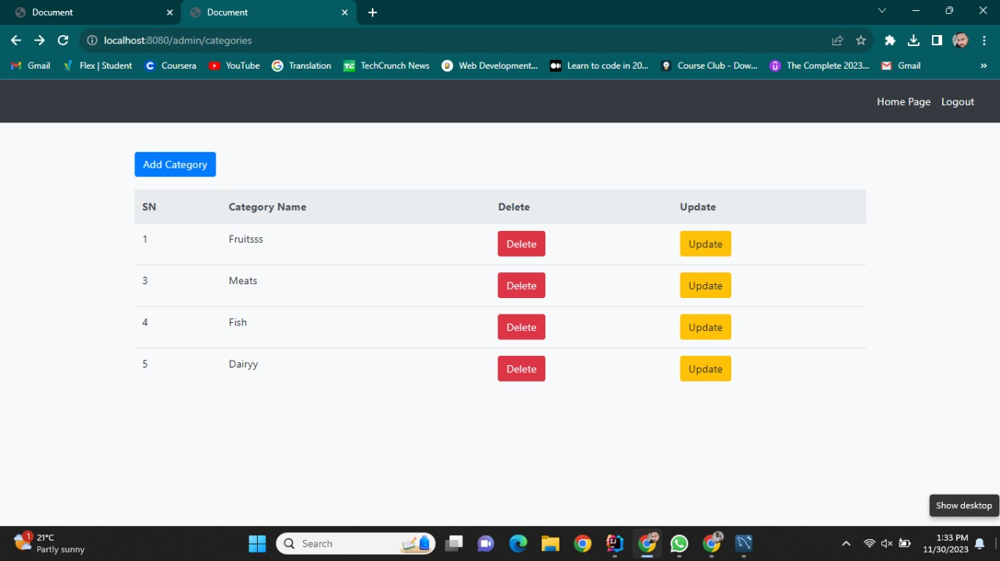 Document
Document
localhost:8080/admin/categories
Gmail
Flex | Student
Coursera
YouTube
Translation
TechCrunch News
Web Development...
Learn to code in 20...
Course Club - Dow...
The Complete 2023...
Gmail
»
Home Page
Logout
Add Category
SN Category Name Delete Update
1 Fruitsss Delete Update
3 Meats Delete Update
4 Fish Delete Update
5 Dairyy Delete Update
Show desktop
1
21°C
Partly sunny
Search
1:33 PM
11/30/2023